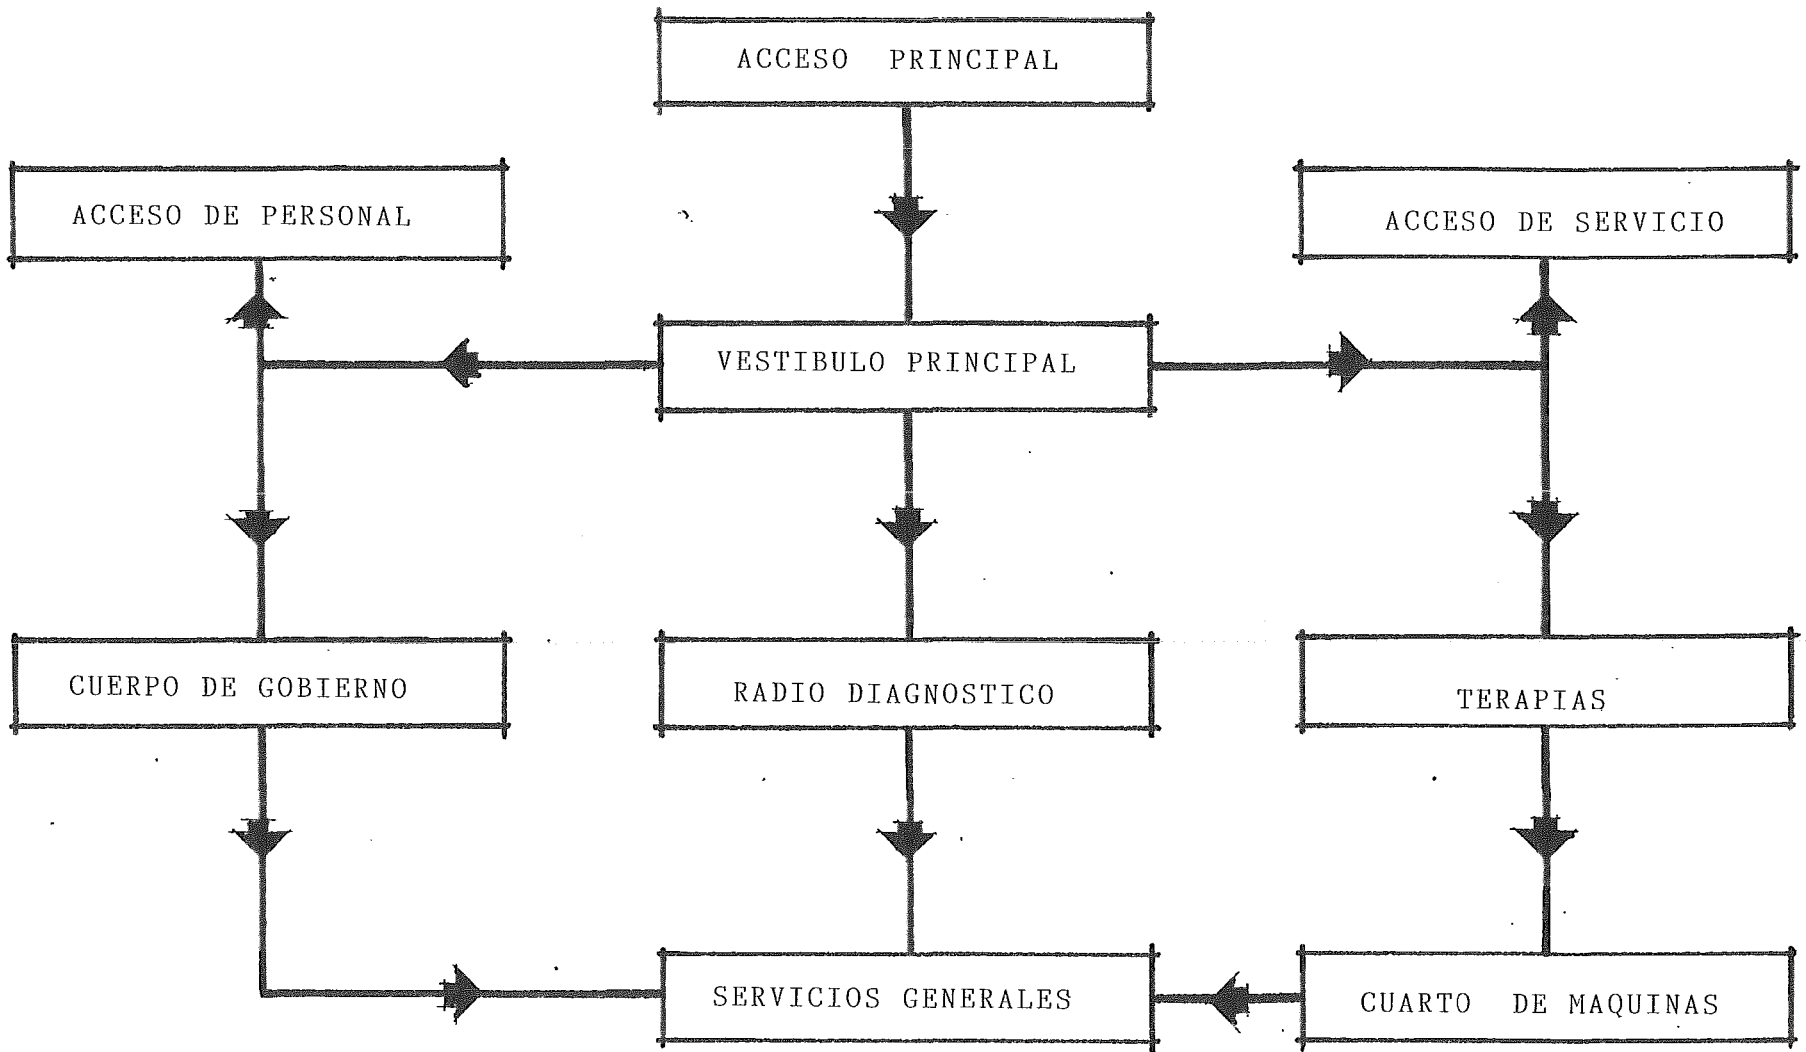 ACCESO PRINCIPAL
ACCESO DE PERSONAL
ACCESO DE SERVICIO
VESTIBULO PRINCIPAL
CUERPO DE GOBIERNO
RADIO DIAGNOSTICO
TERAPIAS
SERVICIOS GENERALES
CUARTO DE MAQUINAS